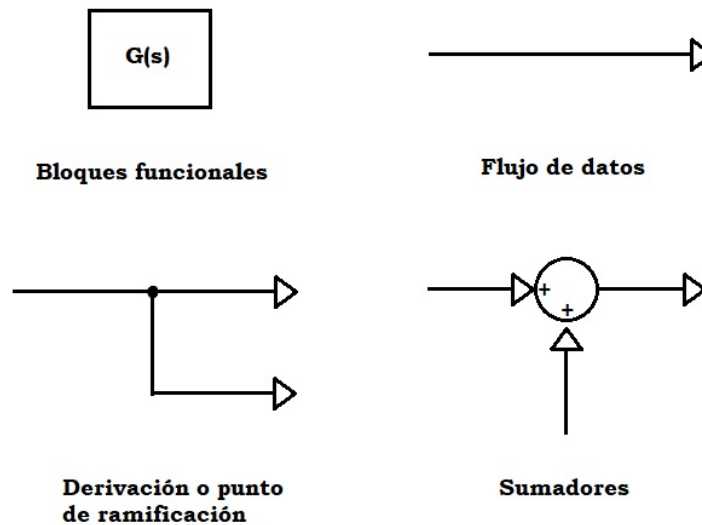 G(s)
Bloques funcionales
Flujo de datos
+
+
Derivación o punto
de ramificación
Sumadores